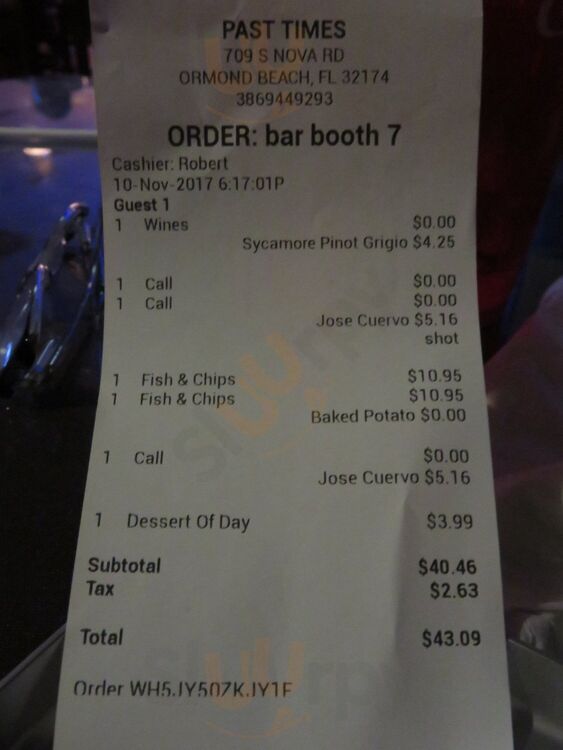 PAST TIMES
709 S NOVA RD
ORMOND BEACH, FL 32174
3869449293
ORDER: bar booth 7
Cashier: Robert
10-Nov-2017 6:17:01P
Guest 1
1 Wines $0.00
Sycamore Pinot Grigio $4.25
1 Call $0.00
1 Call $0.00
Jose Cuervo $5.16
shot
1 Fish & Chips $10.95
1 Fish & Chips $10.95
Baked Potato $0.00
1 Call $0.00
Jose Cuervo $5.16
1 Dessert Of Day $3.99
Subtotal $40.46
Tax $2.63
Total $43.09
Order